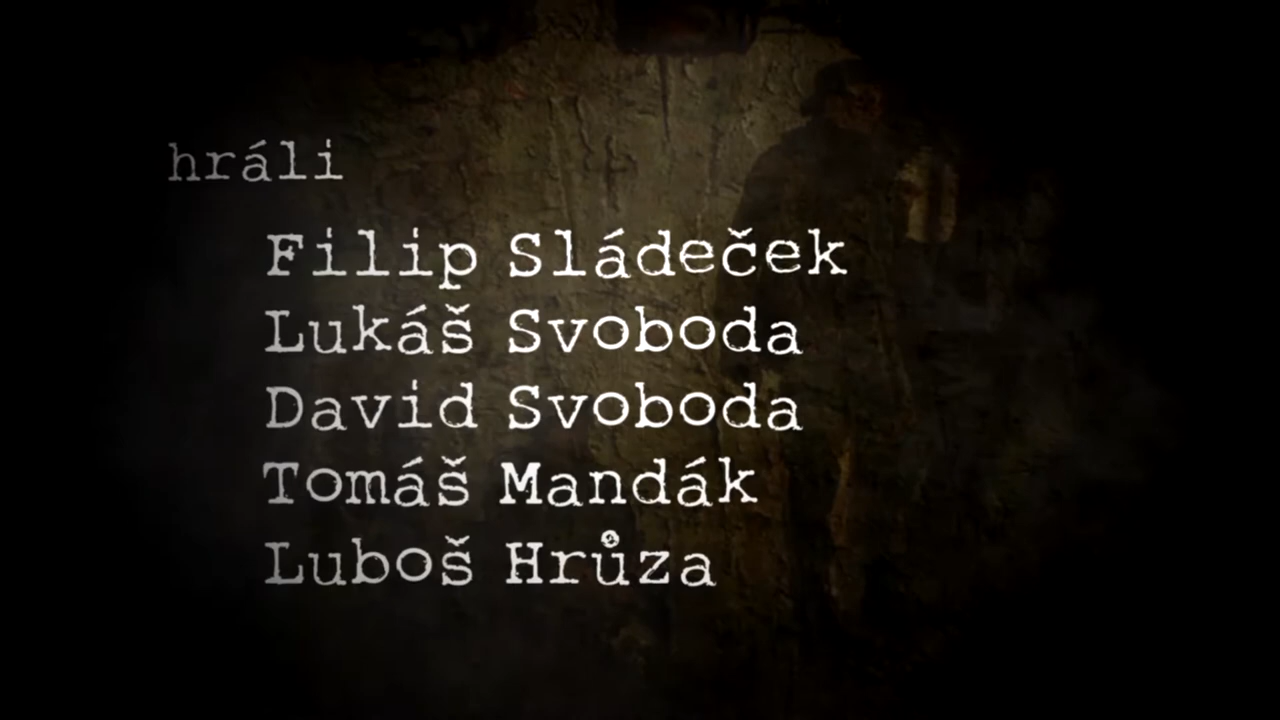 hráli
Filip Sládeček
Lukáš Svoboda
David Svoboda
Tomáš Mandák
Luboš Hrůza